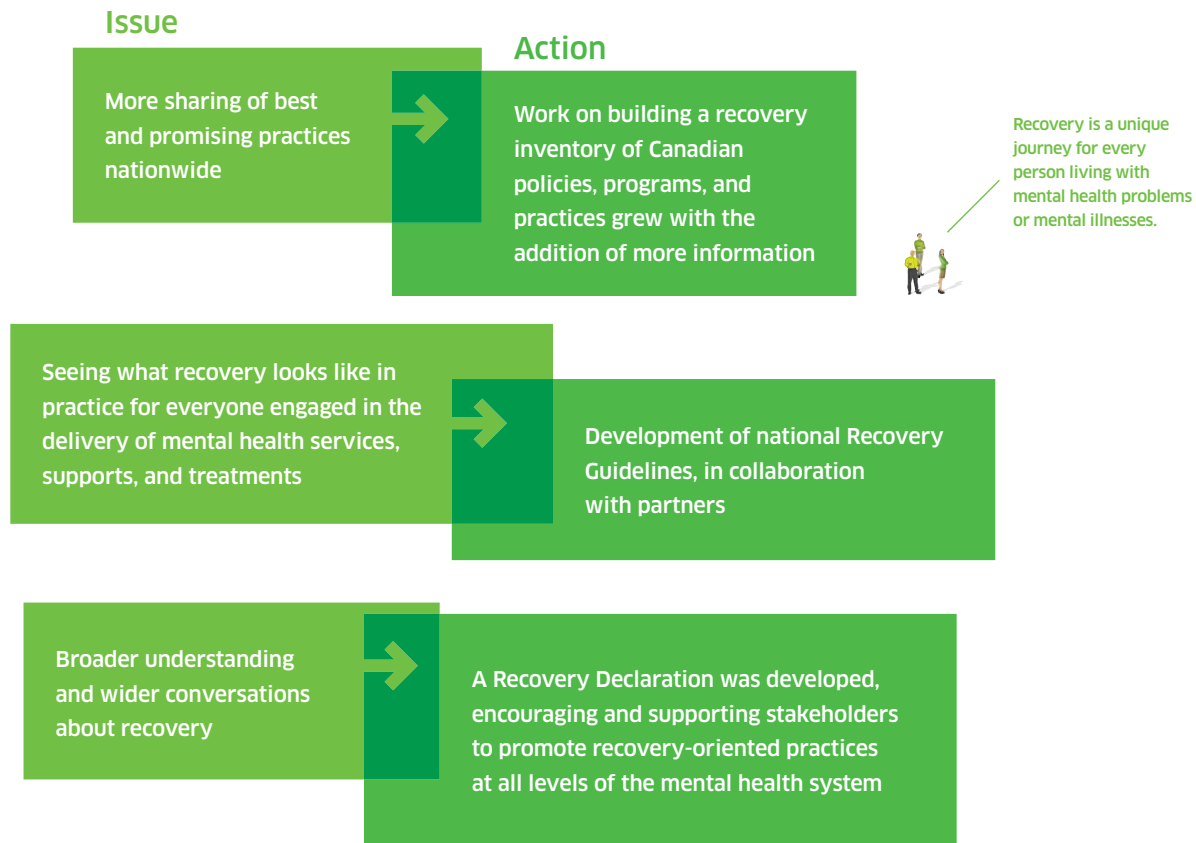 Issue
More sharing of best
and promising practices
nationwide
Action
Work on building a recovery
inventory of Canadian
policies, programs, and
practices grew with the
addition of more information
Recovery is a unique
journey for every
person living with
mental health problems
or mental illnesses.
Seeing what recovery looks like in
practice for everyone engaged in the
delivery of mental health services,
supports, and treatments
Development of national Recovery
Guidelines, in collaboration
with partners
Broader understanding
and wider conversations
about recovery
A Recovery Declaration was developed,
encouraging and supporting stakeholders
to promote recovery-oriented practices
at all levels of the mental health system